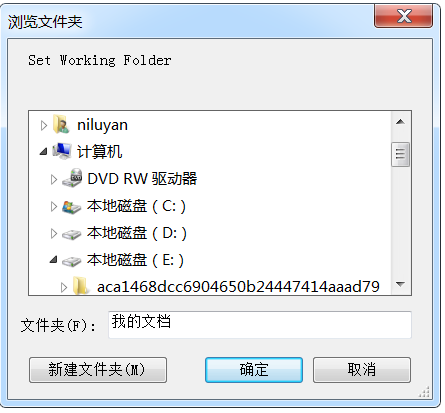 浏览文件夹
Set Working Folder
niluyan
计算机
DVD RW 驱动器
本地磁盘 (C:)
本地磁盘 (D:)
本地磁盘 (E:)
aca1468dcc6904650b24447414aaad79
文件夹(F): 我的文档
新建文件夹(M) 确定 取消